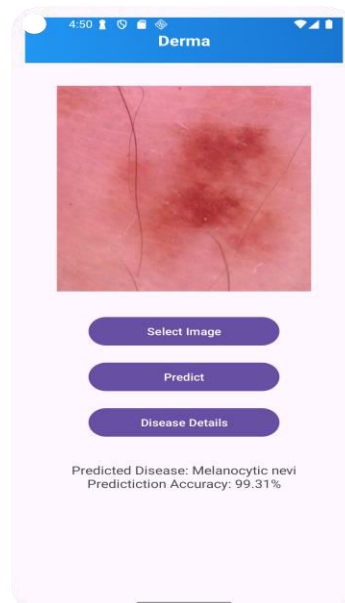 4:50
Derma
Select Image
Predict
Disease Details
Predicted Disease: Melanocytic nevi
Predictiction Accuracy: 99.31%